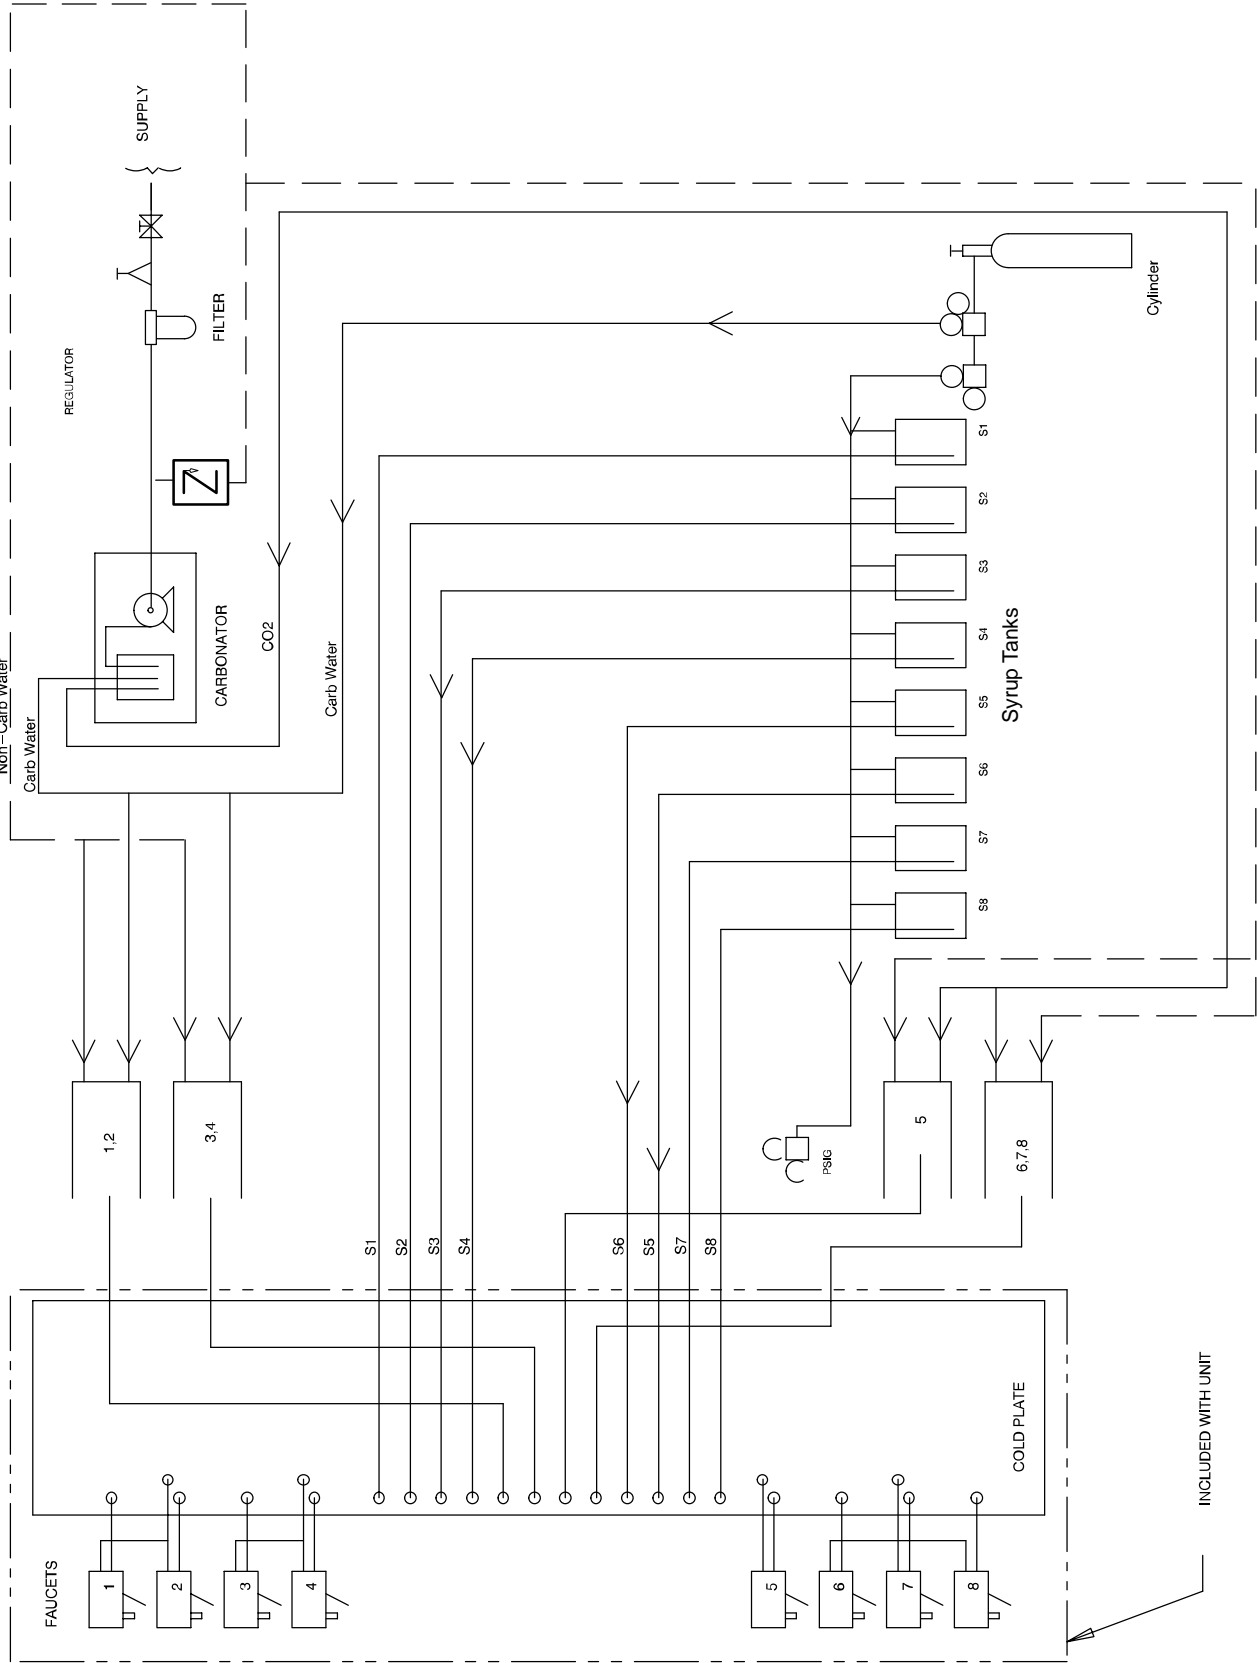 SUPPLY
FILTER
REGULATOR
CARBONATOR
CO2
Carb Water
Non-Carb Water
Carb Water
Cylinder
S1
S2
S3
S4
S5
S6
S7
S8
Syrup Tanks
1,2
3,4
5
6,7,8
PSIG
S1
S2
S3
S4
S6
S5
S7
S8
COLD PLATE
FAUCETS
1
2
3
4
5
6
7
8
INCLUDED WITH UNIT